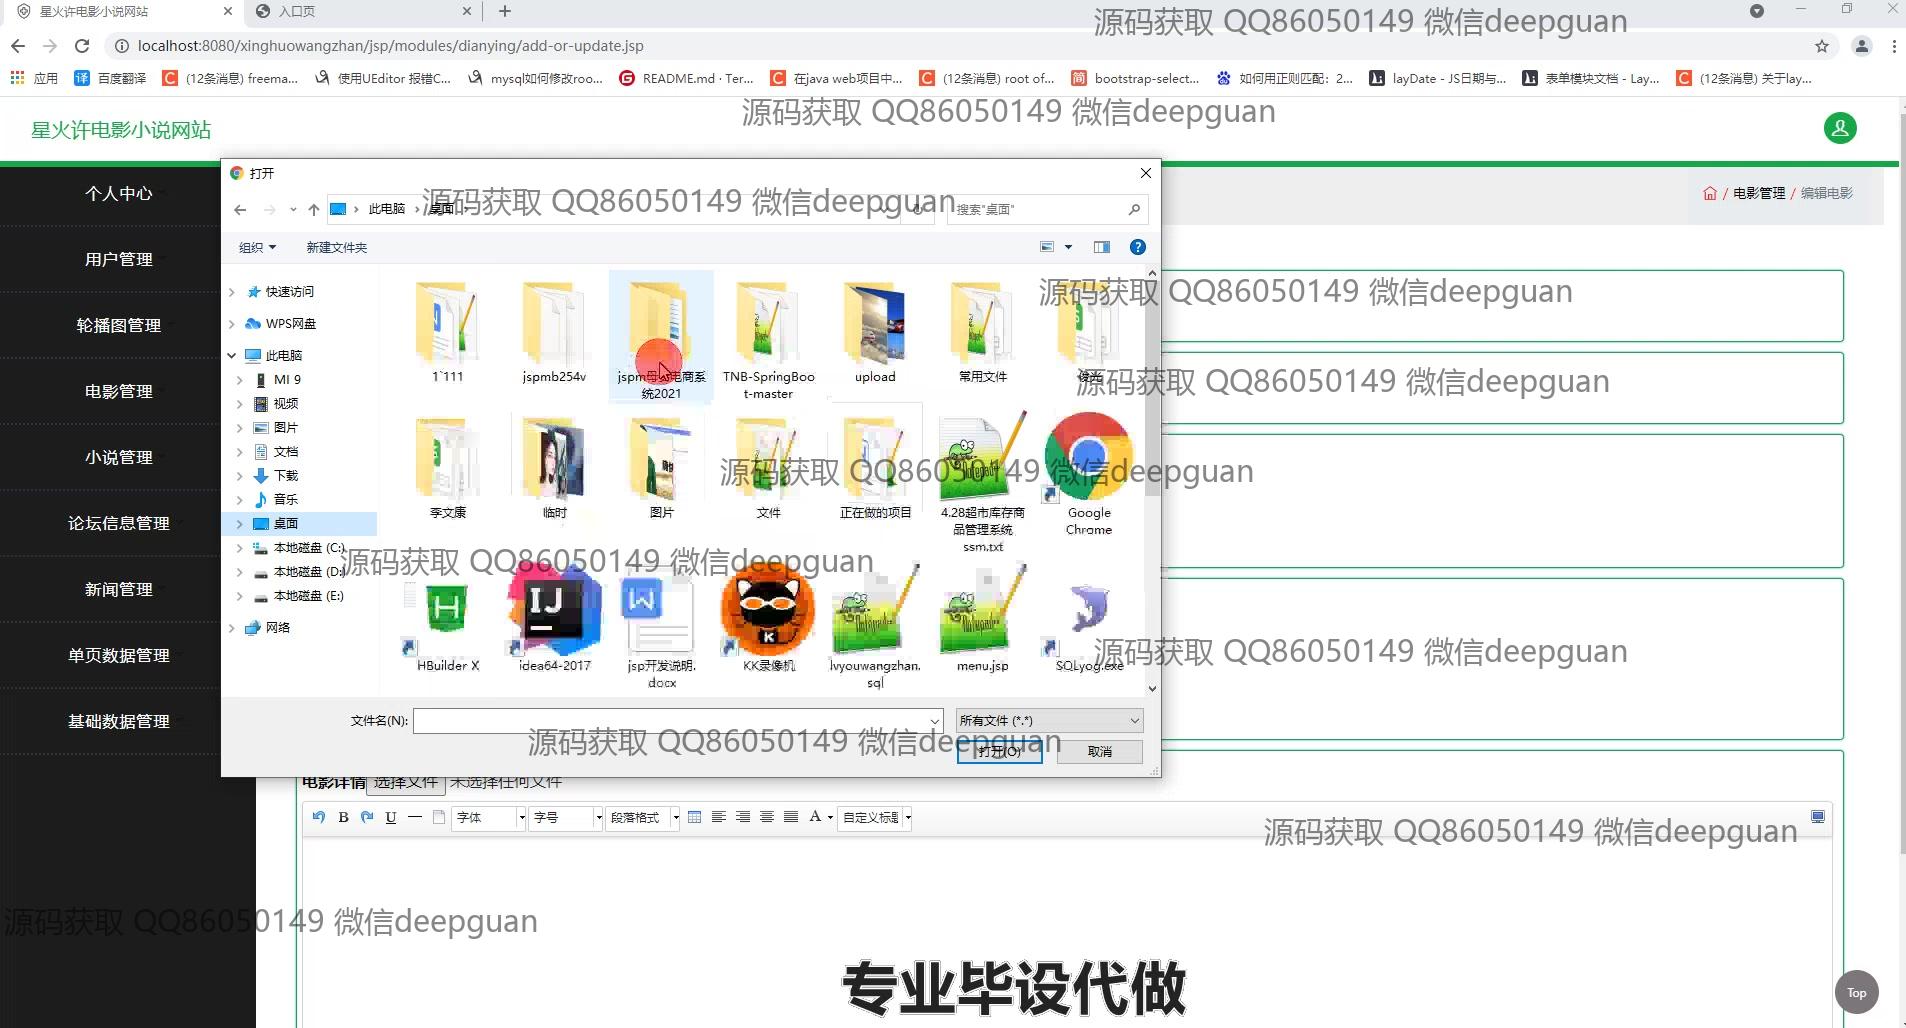 星火许电影小说网站
入口页
源码获取 QQ86050149 微信deepguan
localhost:8080/xinghuowangzhan/jsp/modules/dianying/add-or-update.jsp
应用
百度翻译
(12条消息) freema...
使用UEditor 报错C...
mysql如何修改roo...
README.md · Ter...
在java web项目中...
(12条消息) root of...
bootstrap-select...
如何用正则匹配：2...
layDate - JS日期与...
表单模块文档 - Lay...
(12条消息) 关于lay...
源码获取 QQ86050149 微信deepguan
星火许电影小说网站
个人中心
用户管理
轮播图管理
电影管理
小说管理
论坛信息管理
新闻管理
单页数据管理
基础数据管理
/ 电影管理 / 编辑电影
打开
源码获取 QQ86050149 微信deepguan
此电脑
桌面
搜索"桌面"
组织
新建文件夹
快速访问
WPS网盘
此电脑
MI 9
视频
图片
文档
下载
音乐
桌面
本地磁盘 (C:)
本地磁盘 (D:)
本地磁盘 (E:)
网络
源码获取 QQ86050149 微信deepguan
1`111
jspmb254v
jspm母婴电商系
统2021
TNB-SpringBoo
t-master
upload
常用文件
源码获取 QQ86050149 微信deepguan
李文康
临时
图片
文件
正在做的项目
4.28超市库存商
品管理系统
ssm.txt
Google
Chrome
源码获取 QQ86050149 微信deepguan
源码获取 QQ86050149 微信deepguan
HBuilder X
idea64-2017
jsp开发说明.
docx
KK录像机
lvyouwangzhan.
sql
menu.jsp
SQLyog.exe
源码获取 QQ86050149 微信deepguan
文件名(N):
所有文件 (*.*)
源码获取 QQ86050149 微信deepguan
打开(O)
取消
电影详情
选择文件
未选择任何文件
字体
字号
段落格式
自定义标题
源码获取 QQ86050149 微信deepguan
源码获取 QQ86050149 微信deepguan
专业毕设代做
Top